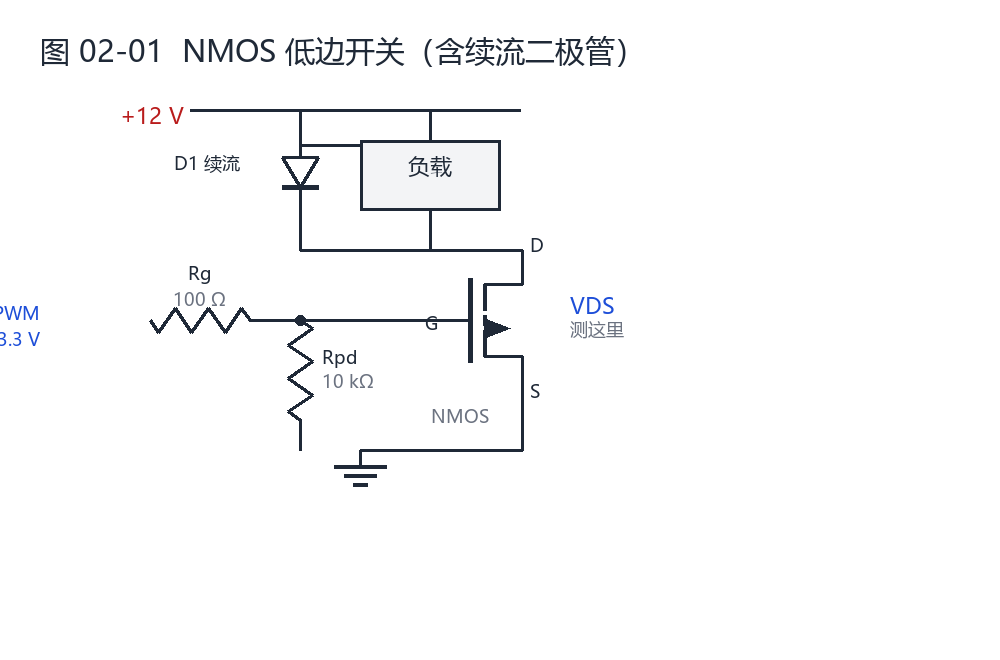 图 02-01 NMOS 低边开关（含续流二极管）
+12 V
D1 续流
负载
D
Rg
100 Ω
PWM
3.3 V
G
VDS
测这里
Rpd
10 kΩ
S
NMOS